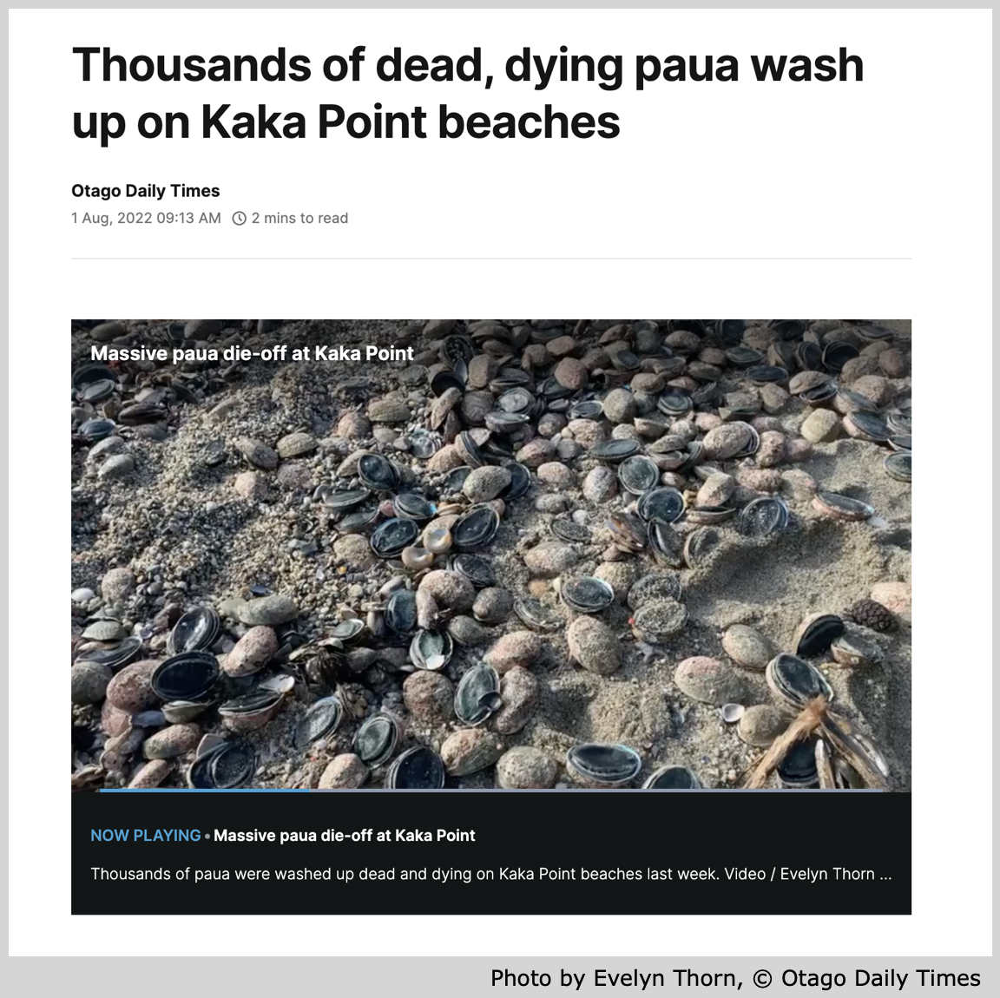 Thousands of dead, dying paua wash
up on Kaka Point beaches
Otago Daily Times
1 Aug, 2022 09:13 AM 2 mins to read
Massive paua die-off at Kaka Point
NOW PLAYING • Massive paua die-off at Kaka Point
Thousands of paua were washed up dead and dying on Kaka Point beaches last week. Video / Evelyn Thorn ...
Photo by Evelyn Thorn, © Otago Daily Times